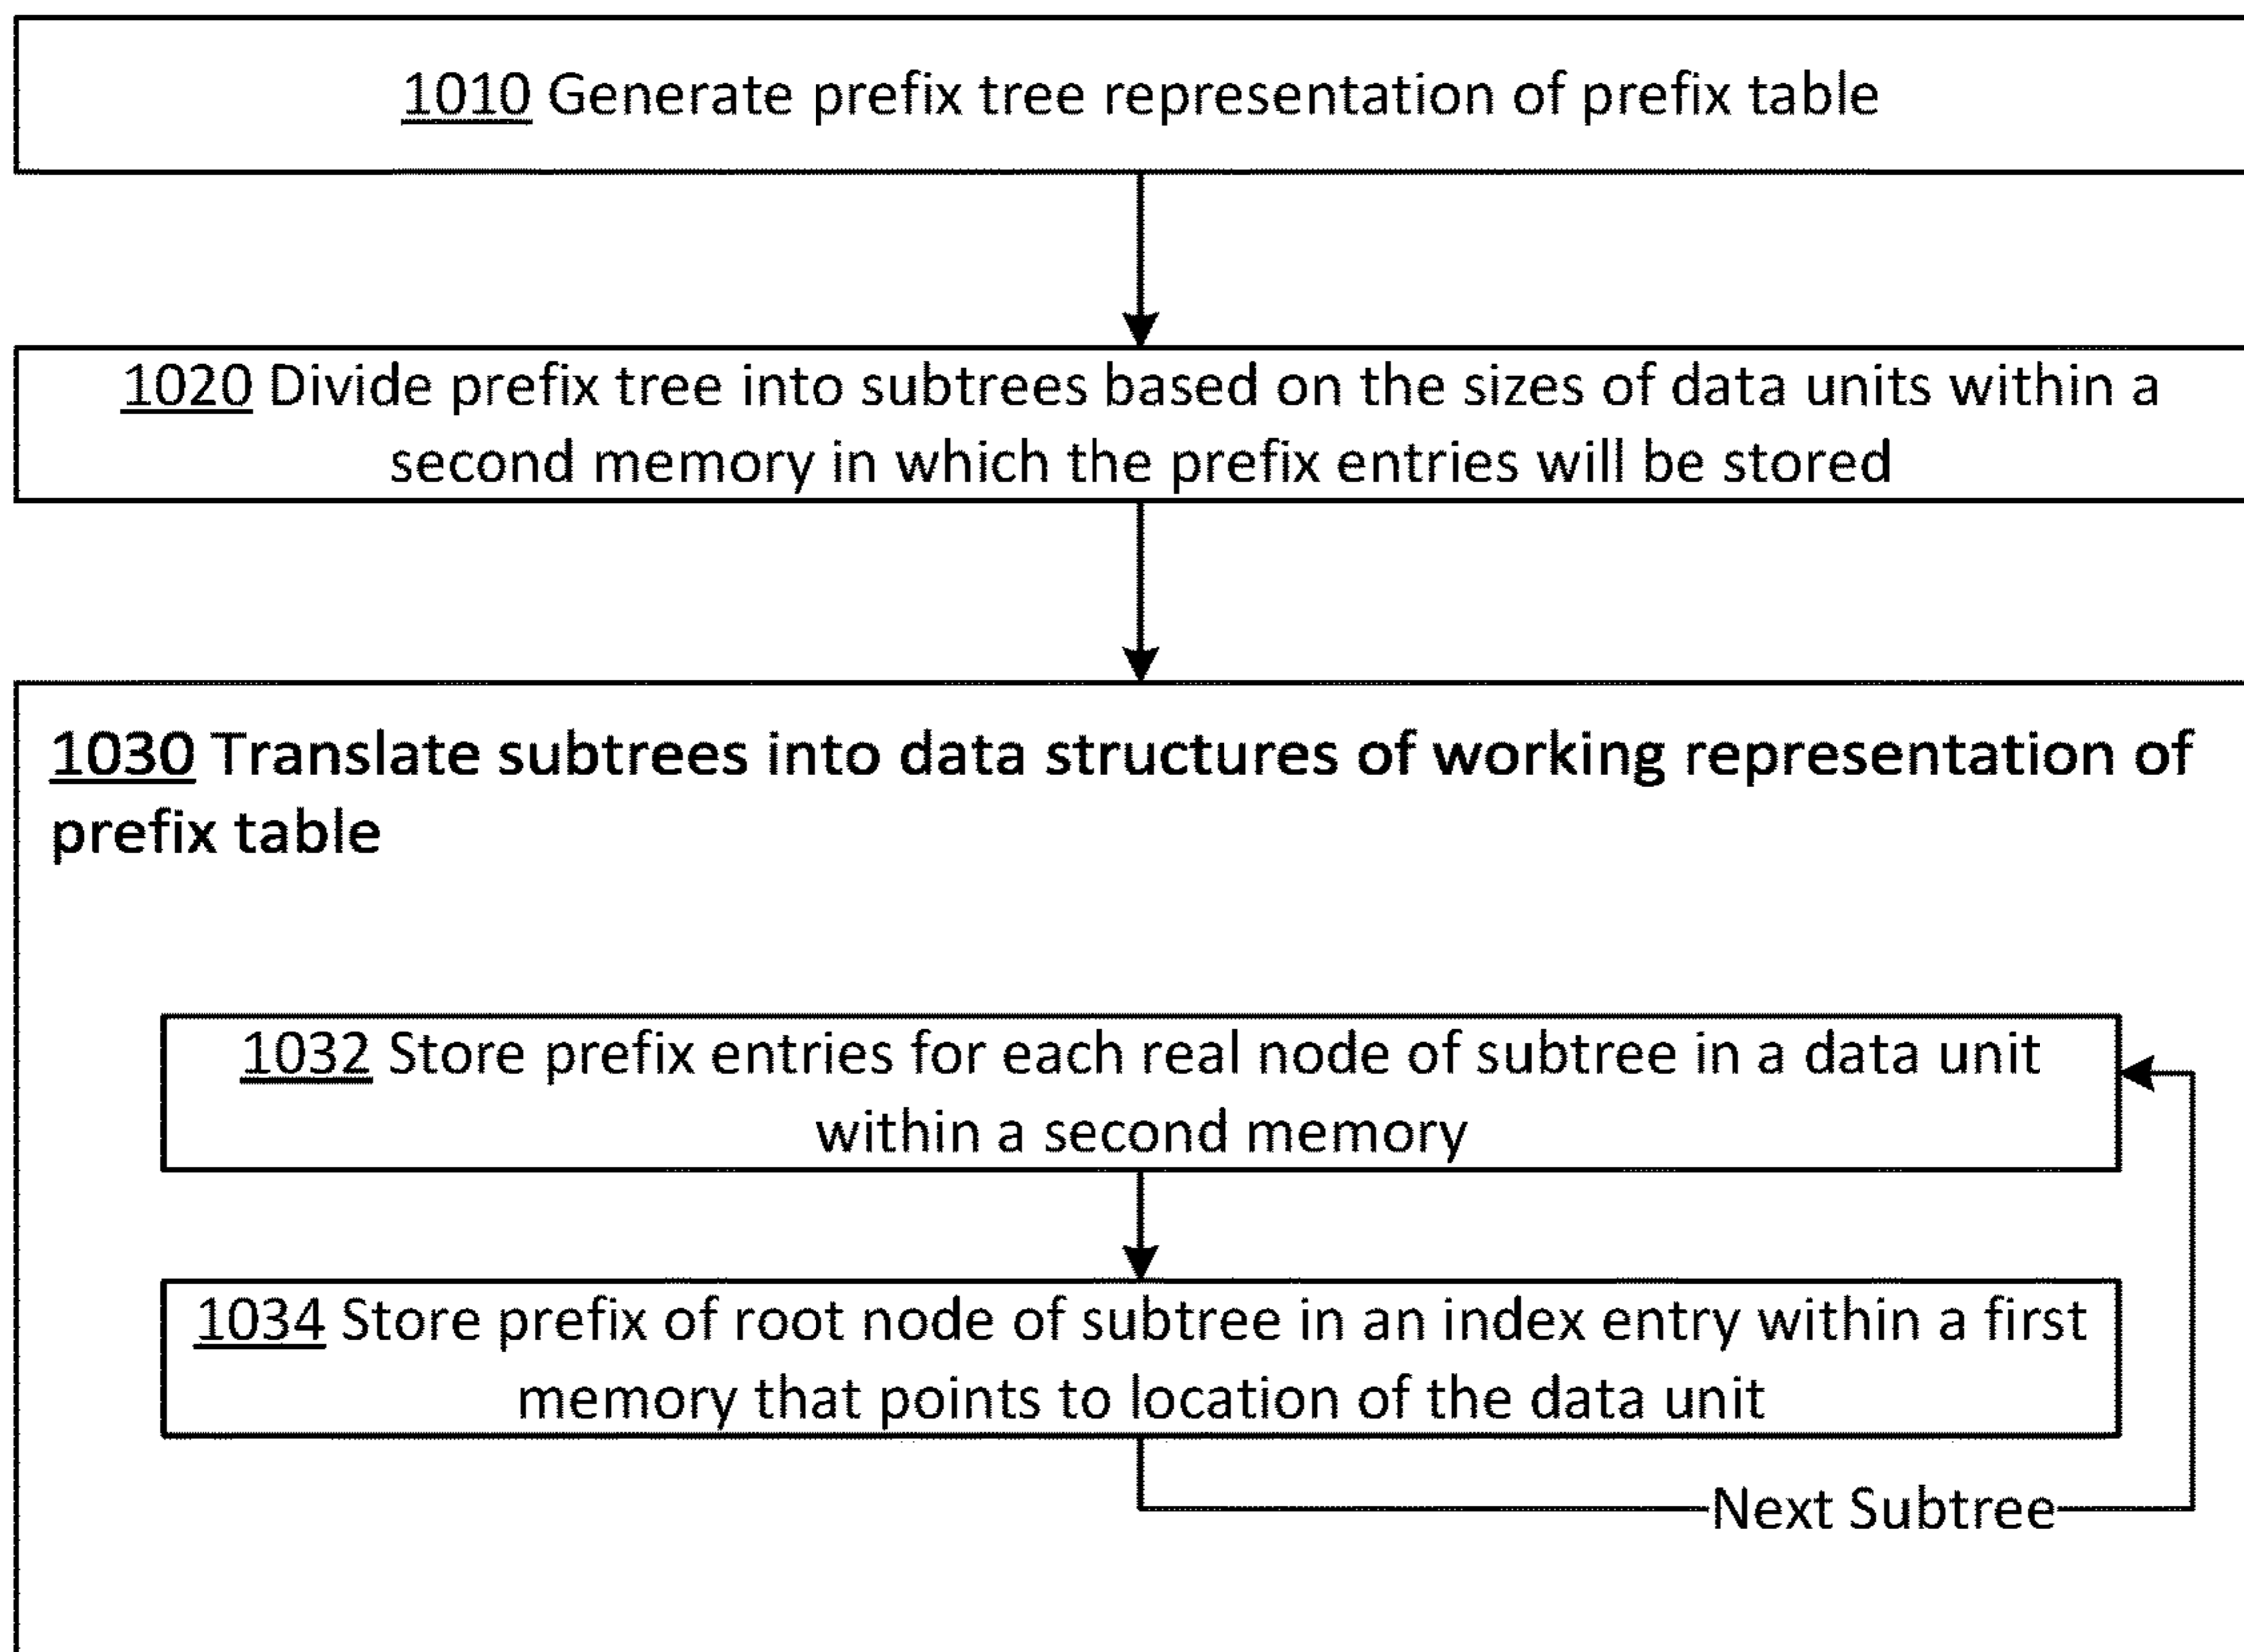 1010 Generate prefix tree representation of prefix table
1020 Divide prefix tree into subtrees based on the sizes of data units within a
second memory in which the prefix entries will be stored
1030 Translate subtrees into data structures of working representation of
prefix table
1032 Store prefix entries for each real node of subtree in a data unit
within a second memory
1034 Store prefix of root node of subtree in an index entry within a first
memory that points to location of the data unit
Next Subtree